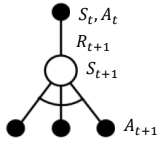 S_t, A_t
R_{t+1}
S_{t+1}
A_{t+1}